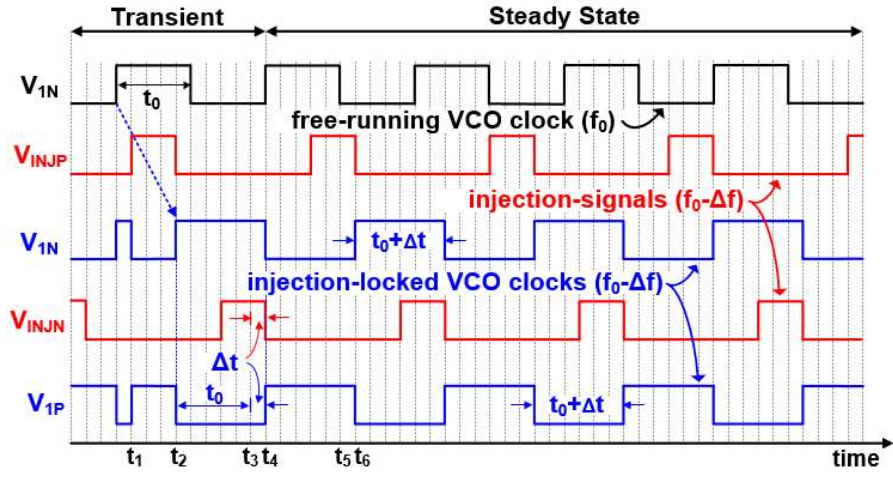 Transient
Steady State
V1N
t0
free-running VCO clock (f0)
VINJP
injection-signals (f0-Δf)
V1N
t0+Δt
injection-locked VCO clocks (f0-Δf)
VINJN
Δt
V1P
t0
t0+Δt
t1 t2 t3 t4 t5 t6 time